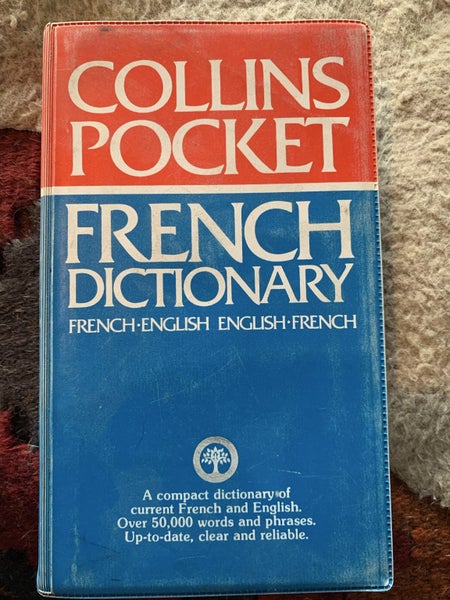 COLLINS
POCKET
FRENCH
DICTIONARY
FRENCH·ENGLISH ENGLISH·FRENCH
A compact dictionary of
current French and English.
Over 50,000 words and phrases.
Up-to-date, clear and reliable.